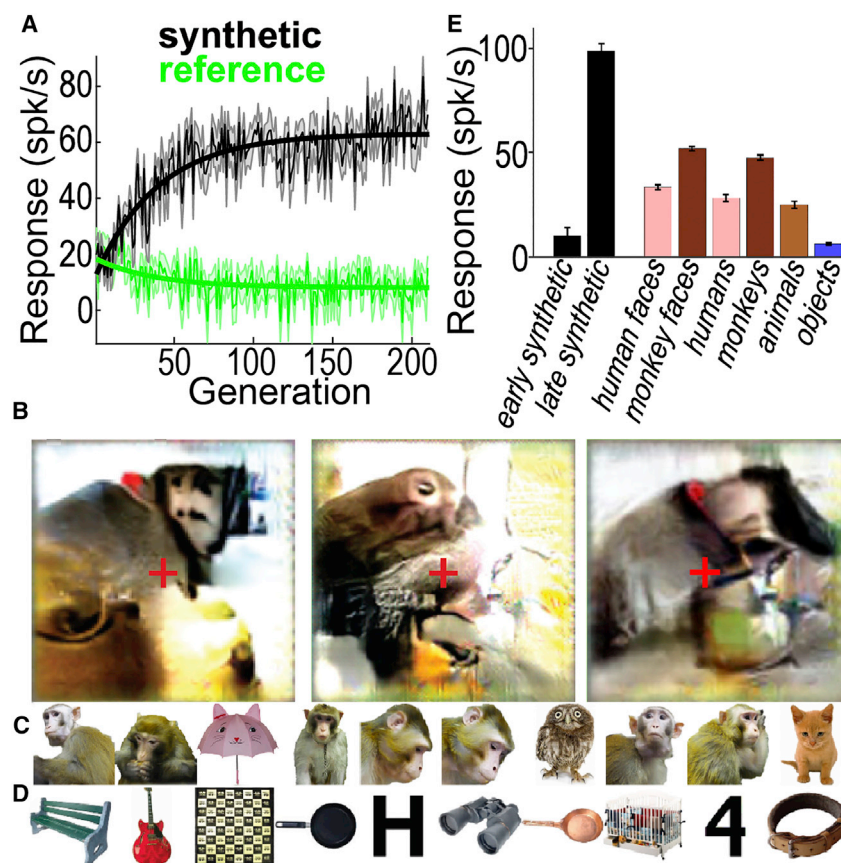 A
synthetic
reference
Response (spk/s)
80
60
40
20
0
50
100
150
200
Generation
E
Response (spk/s)
100
50
0
early synthetic
late synthetic
human faces
monkey faces
humans
monkeys
animals
objects
B
C
D
H
4